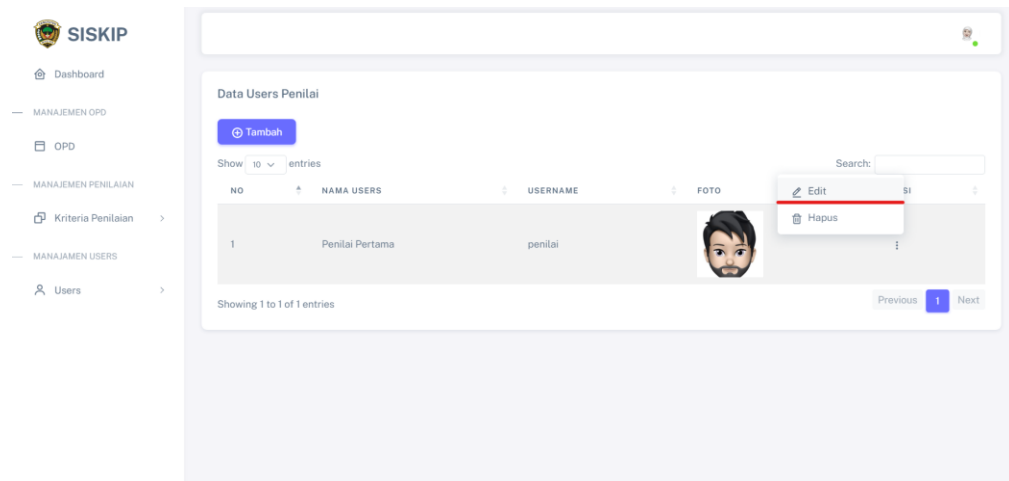 SISKIP
Dashboard
MANAJEMEN OPD
OPD
MANAJEMEN PENILAIAN
Kriteria Penilaian
MANAJAMEN USERS
Users
Data Users Penilai
Tambah
Show 10 entries
Search:
NO NAMA USERS USERNAME FOTO SI
Edit
Hapus
1 Penilai Pertama penilai
Showing 1 to 1 of 1 entries
Previous 1 Next